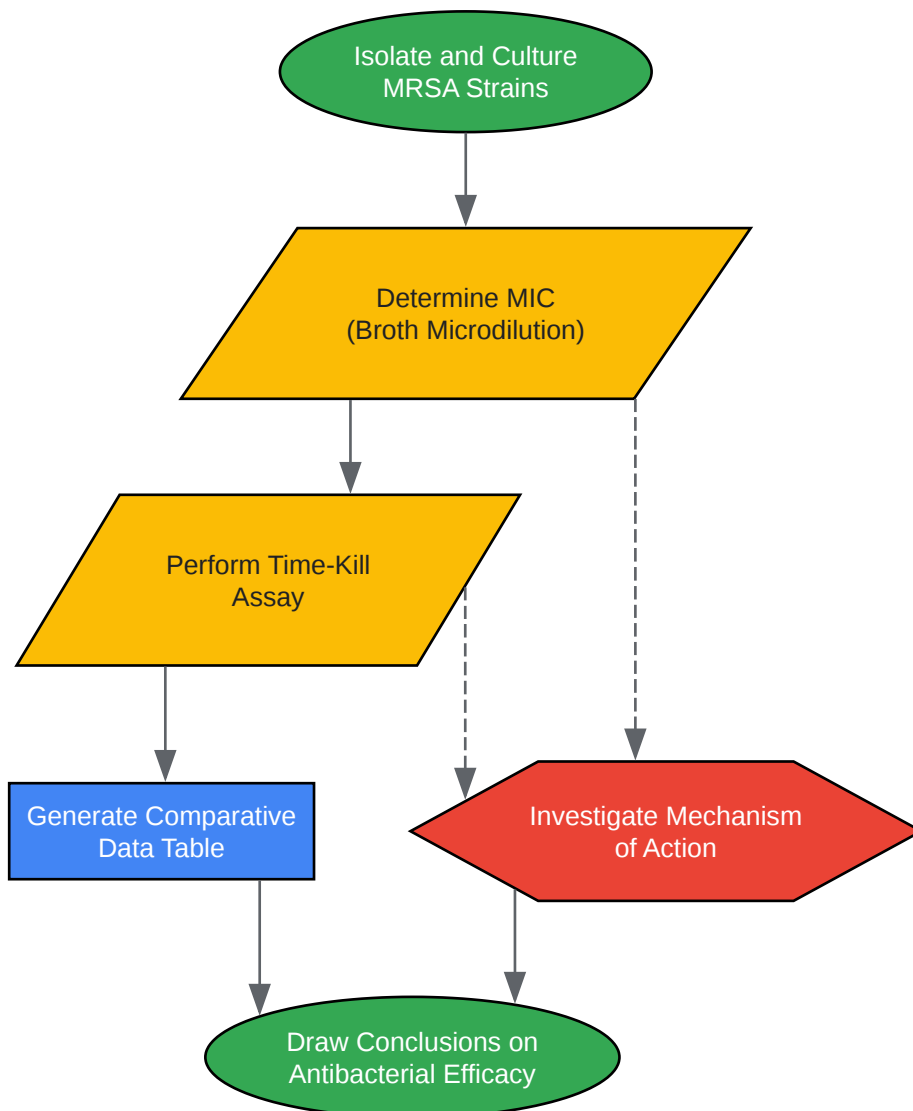 Isolate and Culture
MRSA Strains
Determine MIC
(Broth Microdilution)
Perform Time-Kill
Assay
Generate Comparative
Data Table
Investigate Mechanism
of Action
Draw Conclusions on
Antibacterial Efficacy